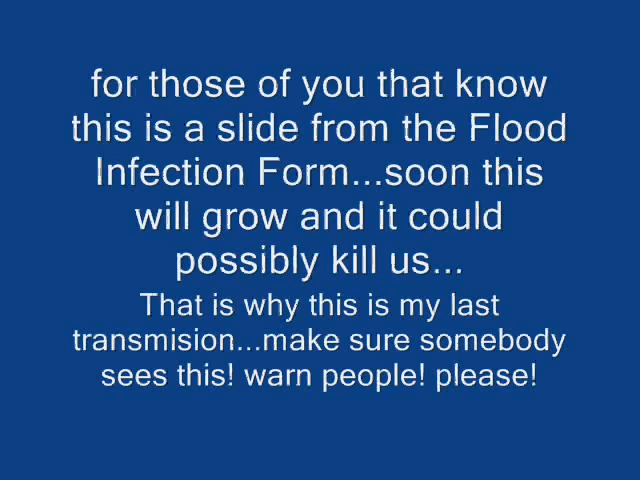 for those of you that know
this is a slide from the Flood
Infection Form...soon this
will grow and it could
possibly kill us...
That is why this is my last
transmision...make sure somebody
sees this! warn people! please!